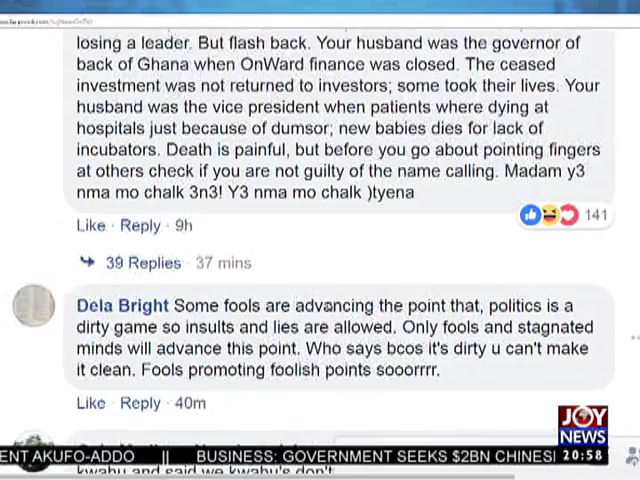 losing a leader. But flash back. Your husband was the governor of
back of Ghana when OnWard finance was closed. The ceased
investment was not returned to investors; some took their lives. Your
husband was the vice president when patients where dying at
hospitals just because of dumsor; new babies dies for lack of
incubators. Death is painful, but before you go about pointing fingers
at others check if you are not guilty of the name calling. Madam y3
nma mo chalk 3n3! Y3 nma mo chalk )tyena
141
Like · Reply · 9h
39 Replies · 37 mins
Dela Bright Some fools are advancing the point that, politics is a
dirty game so insults and lies are allowed. Only fools and stagnated
minds will advance this point. Who says bcos it's dirty u can't make
it clean. Fools promoting foolish points sooorrrr.
Like · Reply · 40m
JOY
NEWS
20:58
ENT AKUFO-ADDO || BUSINESS: GOVERNMENT SEEKS $2BN CHINES
kwahu and said we kwahu's don't